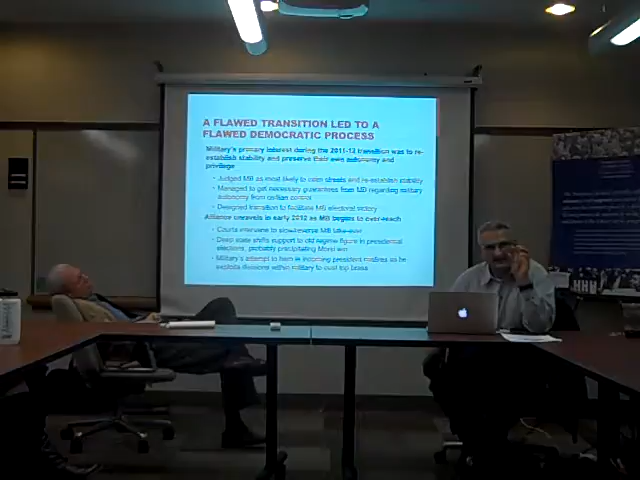 A FLAWED TRANSITION LED TO A
FLAWED DEMOCRATIC PROCESS
Military's primary interest during the 2011-12 transition was to re-
establish stability and preserve their own autonomy and
privilege
• Judged MB as most likely to calm streets and re-establish stability
• Managed to get necessary guarantees from MB regarding military
autonomy from civilian control
• Designed transition to facilitate MB electoral victory
Alliance unravels in early 2012 as MB begins to over-reach
• Courts intervene to slow/reverse MB take-over
• Deep state shifts support to old regime figure in presidential
elections, probably precipitating Morsi win
• Military's attempt to hem in incoming president as he
exploits divisions within military to oust top brass